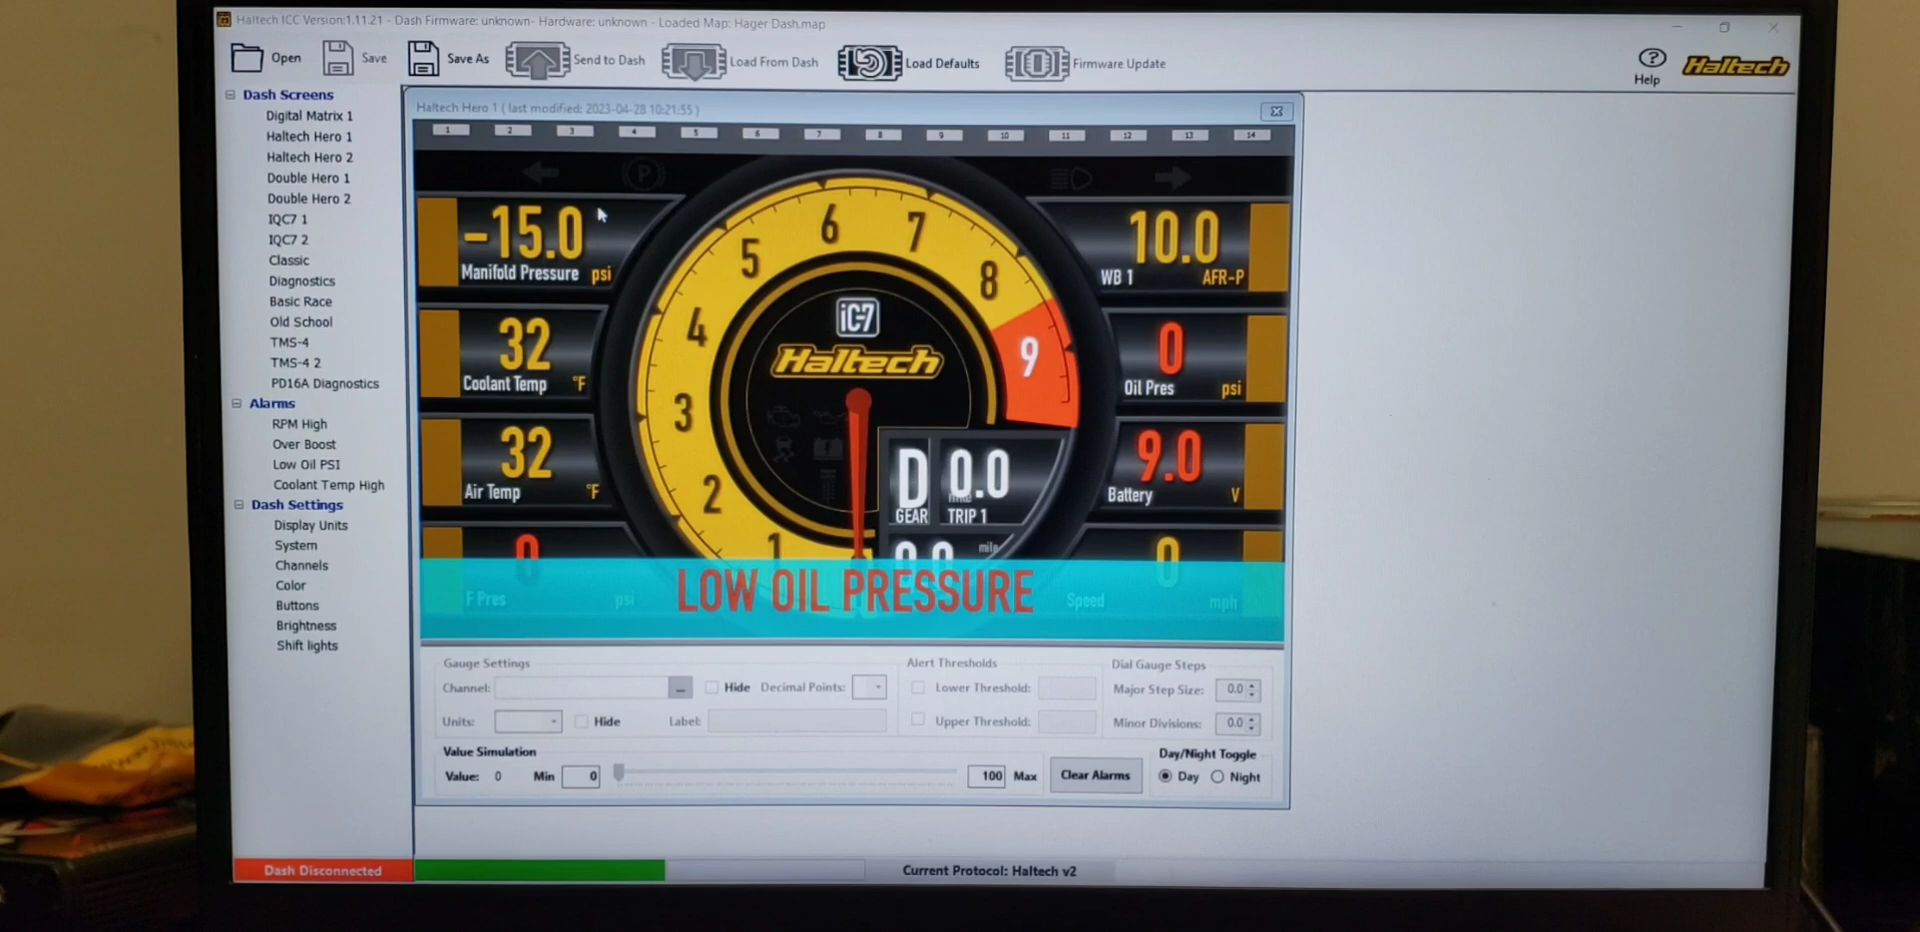 Haltech ICC Version:1.11.21 - Dash Firmware: unknown- Hardware: unknown - Loaded Map: Hager Dash.map
Open Save Save As Send to Dash Load From Dash Load Defaults Firmware Update Help Haltech
Dash Screens
Digital Matrix 1
Haltech Hero 1
Haltech Hero 2
Double Hero 1
Double Hero 2
IQC7 1
IQC7 2
Classic
Diagnostics
Basic Race
Old School
TMS-4
TMS-4 2
PD16A Diagnostics
Alarms
RPM High
Over Boost
Low Oil PSI
Coolant Temp High
Dash Settings
Display Units
System
Channels
Color
Buttons
Brightness
Shift lights
Haltech Hero 1 ( last modified: 2023-04-28 10:21:55 )
1 2 3 4 5 6 7 8 9 10 11 12 13 14
P
-15.0
Manifold Pressure psi
32
Coolant Temp °F
32
Air Temp °F
0
F Pres psi
1 2 3 4 5 6 7 8 9
iC-7
Haltech
D 0.0
GEAR TRIP 1
0.0 mile
10.0
WB 1 AFR-P
0
Oil Pres psi
9.0
Battery V
0
Speed mph
LOW OIL PRESSURE
Gauge Settings Alert Thresholds Dial Gauge Steps
Channel: Hide Decimal Points: Lower Threshold: Major Step Size: 0.0
Units: Hide Label: Upper Threshold: Minor Divisions: 0.0
Value Simulation Day/Night Toggle
Value: 0 Min 0 100 Max Clear Alarms Day Night
Dash Disconnected Current Protocol: Haltech v2